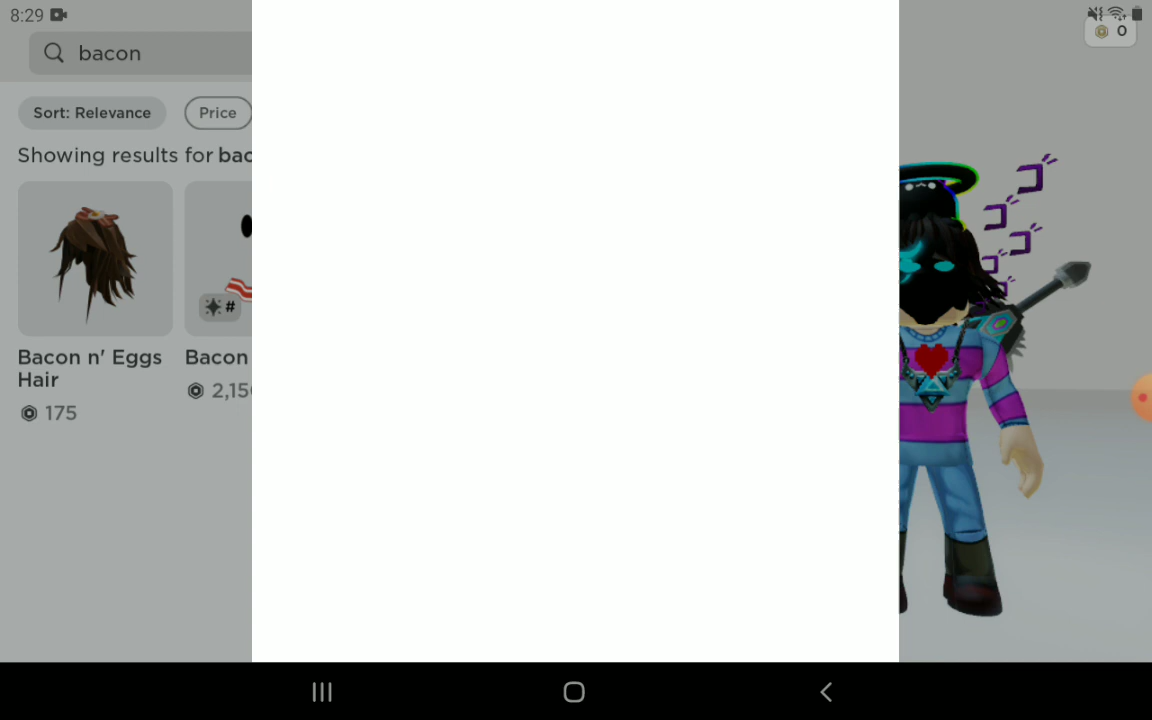 8:29
0
bacon
Sort: Relevance
Price
Showing results for bac
#
Bacon n' Eggs
Hair
175
Bacon
2,15